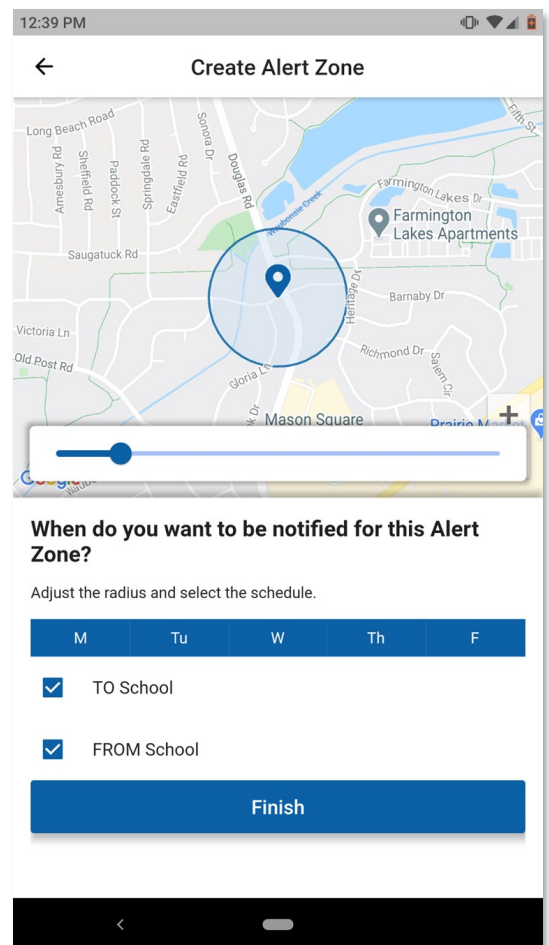 12:39 PM
Create Alert Zone
Long Beach Road
Fifth St
Amesbury Rd
Sheffield Rd
Paddock St
Springdale Rd
Eastfield Rd
Sonora Dr
Douglas Rd
Waubonsie Creek
Farmington Lakes Dr
Farmington
Lakes Apartments
Saugatuck Rd
Heritage Dr
Barnaby Dr
Victoria Ln
Old Post Rd
Richmond Dr
Salem Cir
Gloria Ln
Mason Square
+
When do you want to be notified for this Alert
Zone?
Adjust the radius and select the schedule.
M Tu W Th F
TO School
FROM School
Finish